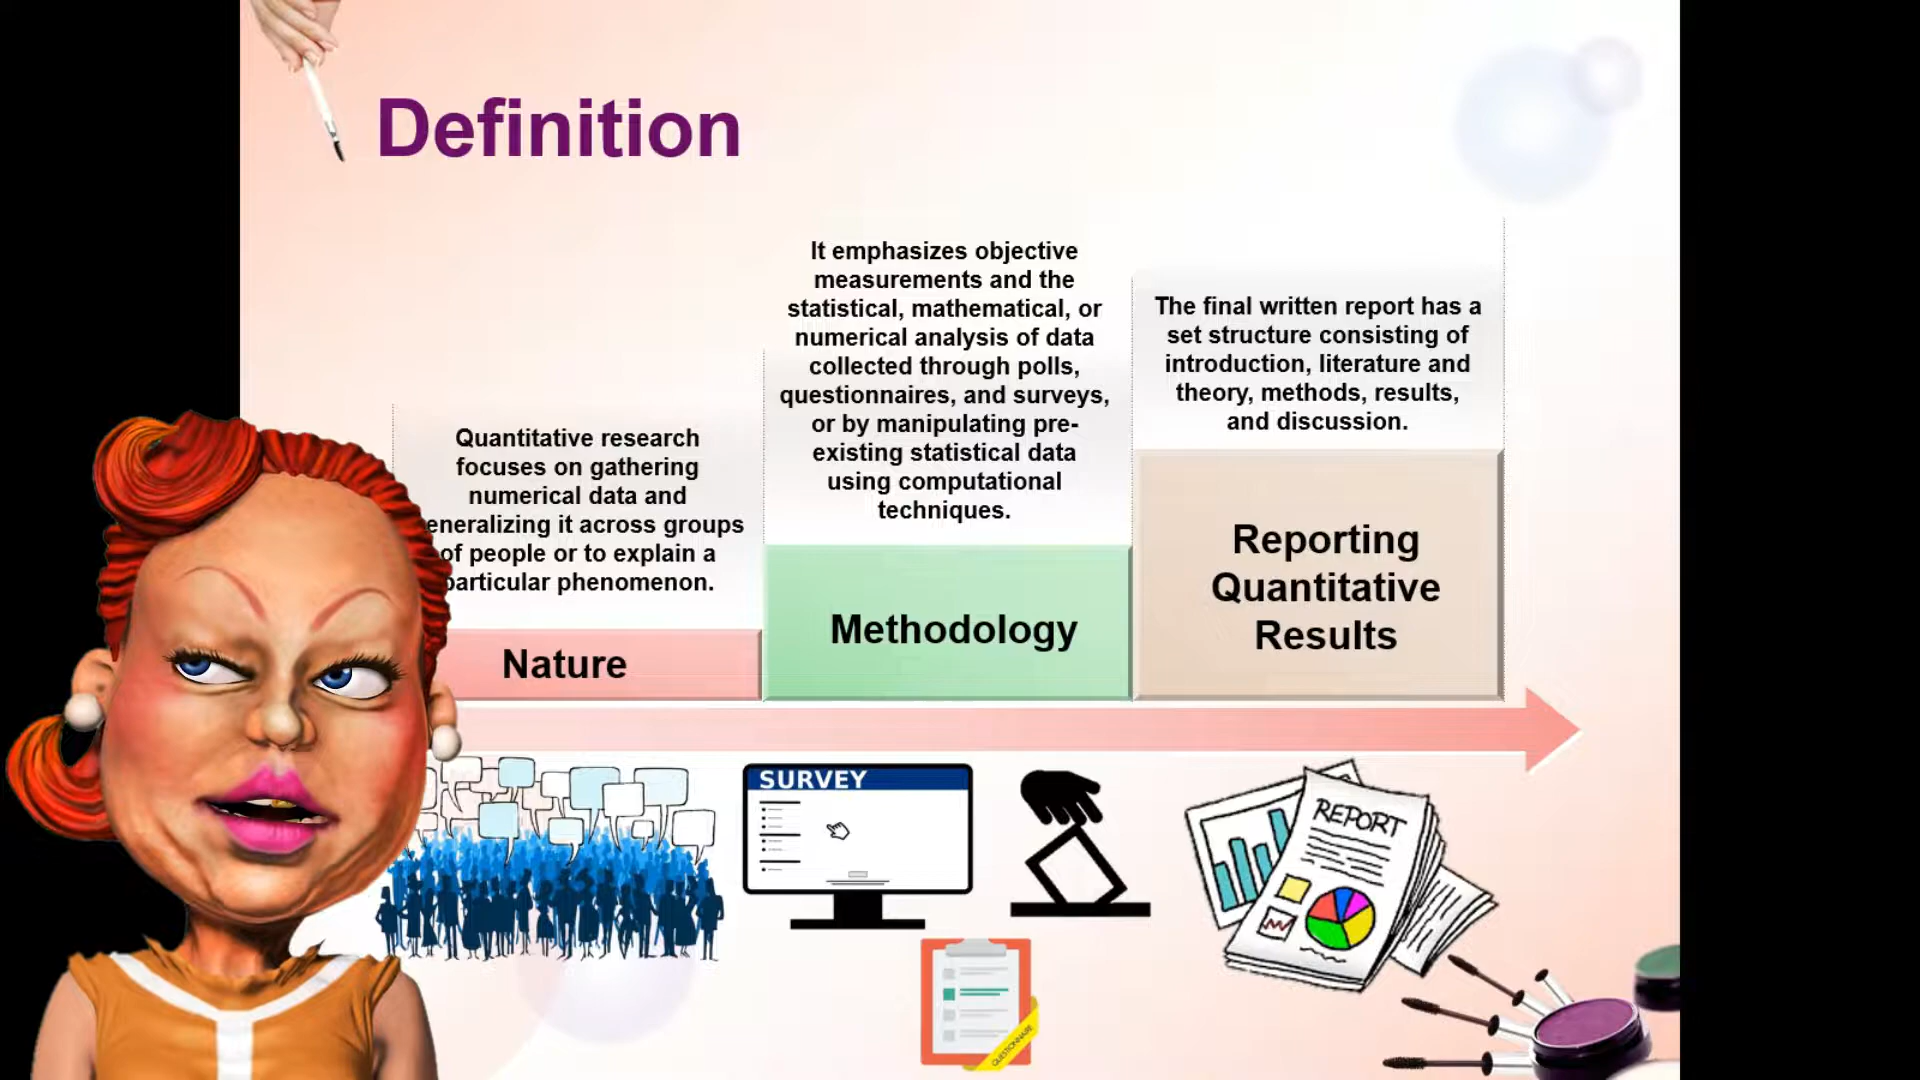 Definition
Quantitative research
focuses on gathering
numerical data and
eneralizing it across groups
of people or to explain a
particular phenomenon.
Nature
It emphasizes objective
measurements and the
statistical, mathematical, or
numerical analysis of data
collected through polls,
questionnaires, and surveys,
or by manipulating pre-
existing statistical data
using computational
techniques.
Methodology
The final written report has a
set structure consisting of
introduction, literature and
theory, methods, results,
and discussion.
Reporting
Quantitative
Results
SURVEY
REPORT
QUESTIONNAIRE